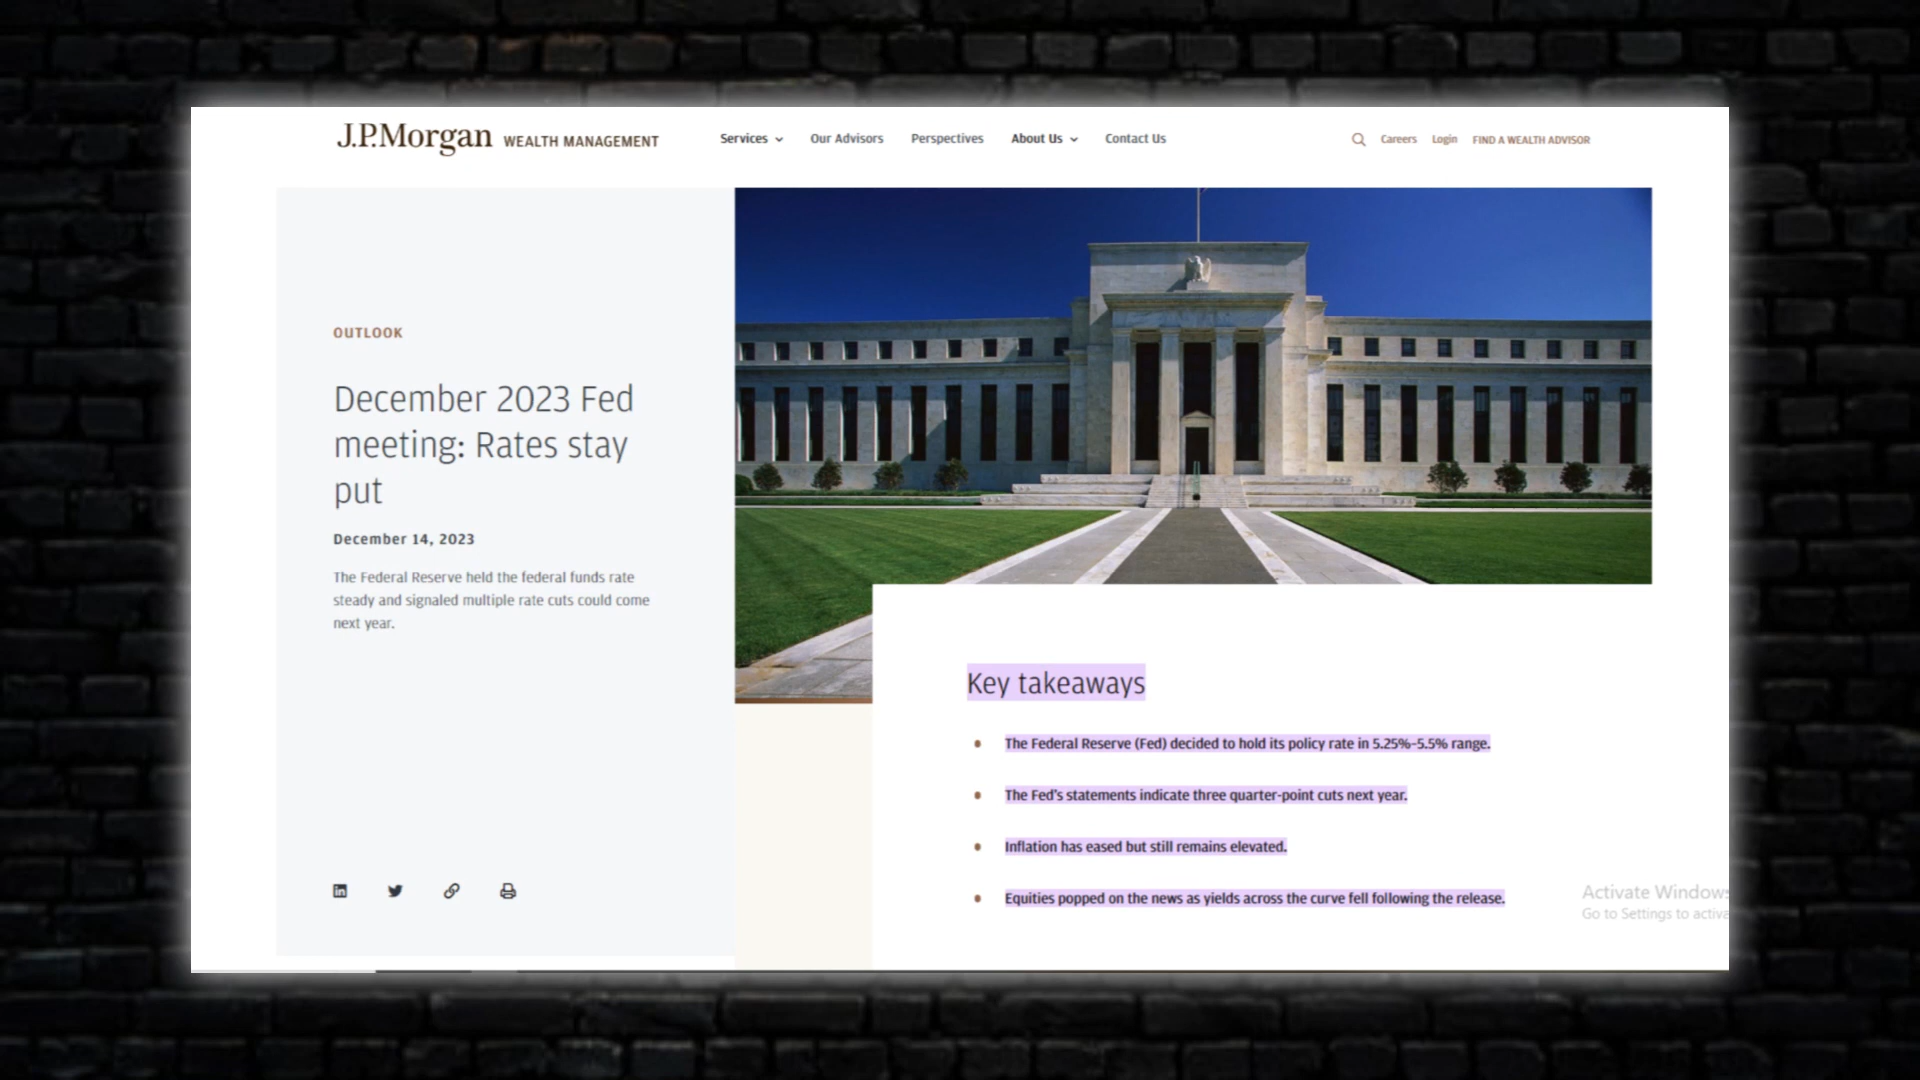 J.P.Morgan WEALTH MANAGEMENT
Services Our Advisors Perspectives About Us Contact Us
Careers Login FIND A WEALTH ADVISOR
OUTLOOK
December 2023 Fed
meeting: Rates stay
put
December 14, 2023
The Federal Reserve held the federal funds rate
steady and signaled multiple rate cuts could come
next year.
Key takeaways
The Federal Reserve (Fed) decided to hold its policy rate in 5.25%-5.5% range.
The Fed's statements indicate three quarter-point cuts next year.
Inflation has eased but still remains elevated.
Equities popped on the news as yields across the curve fell following the release.
Activate Windows
Go to Settings to activa